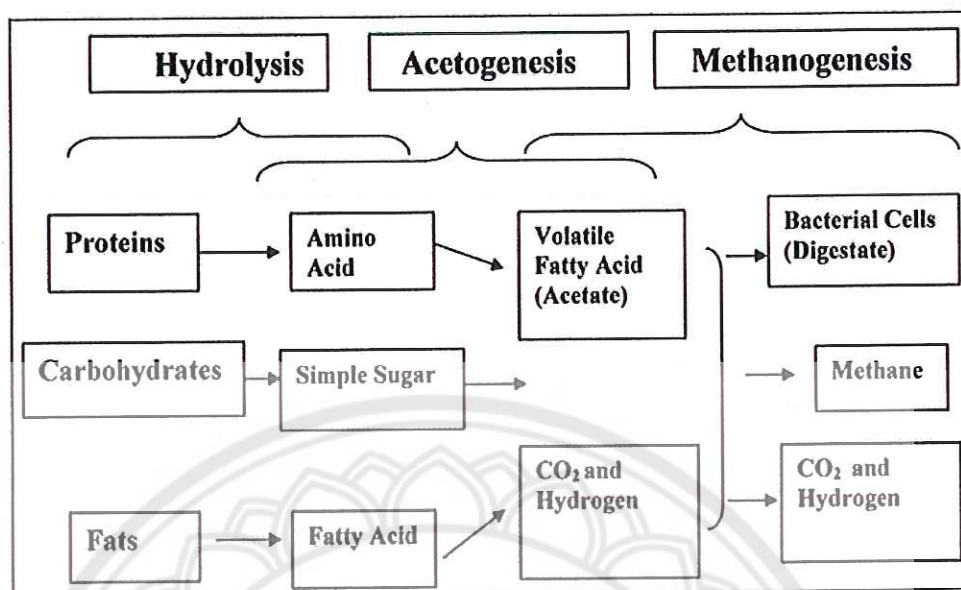 Hydrolysis
Acetogenesis
Methanogenesis
Proteins
Amino
Acid
Volatile
Fatty Acid
(Acetate)
Bacterial Cells
(Digestate)
Carbohydrates
Simple Sugar
Methane
Fats
Fatty Acid
CO₂ and
Hydrogen
CO₂ and
Hydrogen